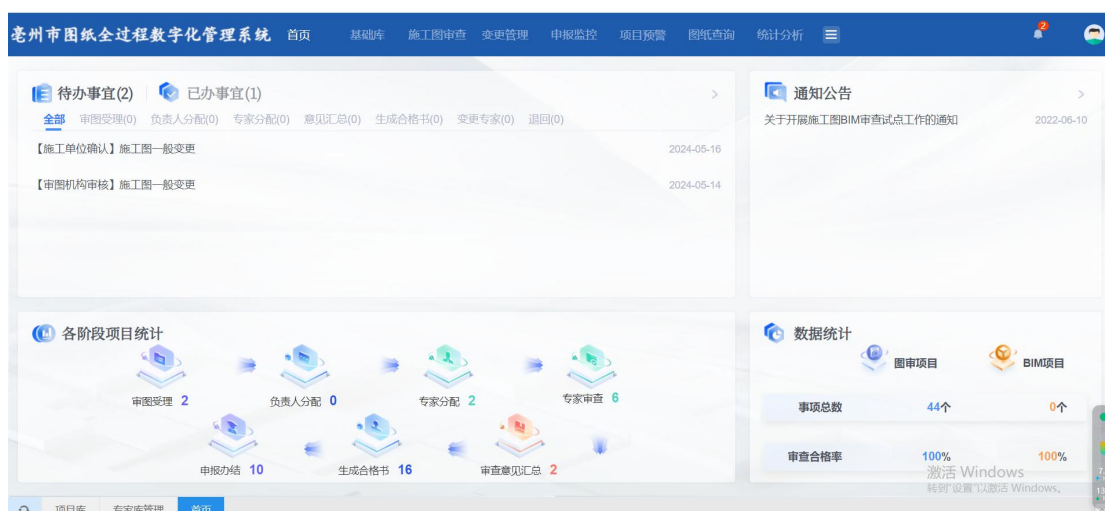 亳州市图纸全过程数字化管理系统 首页 基础库 施工图审查 变更管理 申报监控 项目预警 图纸查询 统计分析 2
待办事宜(2) 已办事宜(1)
全部 审图受理(0) 负责人分配(0) 专家分配(0) 意见汇总(0) 生成合格书(0) 变更专家(0) 退回(0)
【施工单位确认】施工图一般变更 2024-05-16
【审图机构审核】施工图一般变更 2024-05-14
通知公告
关于开展施工图BIM审查试点工作的通知 2022-06-10
各阶段项目统计
审图受理 2 负责人分配 0 专家分配 2 专家审查 6
申报办结 10 生成合格书 16 审查意见汇总 2
数据统计
图审项目 BIM项目
事项总数 44个 0个
审查合格率 100% 100%
激活 Windows
转到"设置"以激活 Windows。
项目库 专家库管理 首页